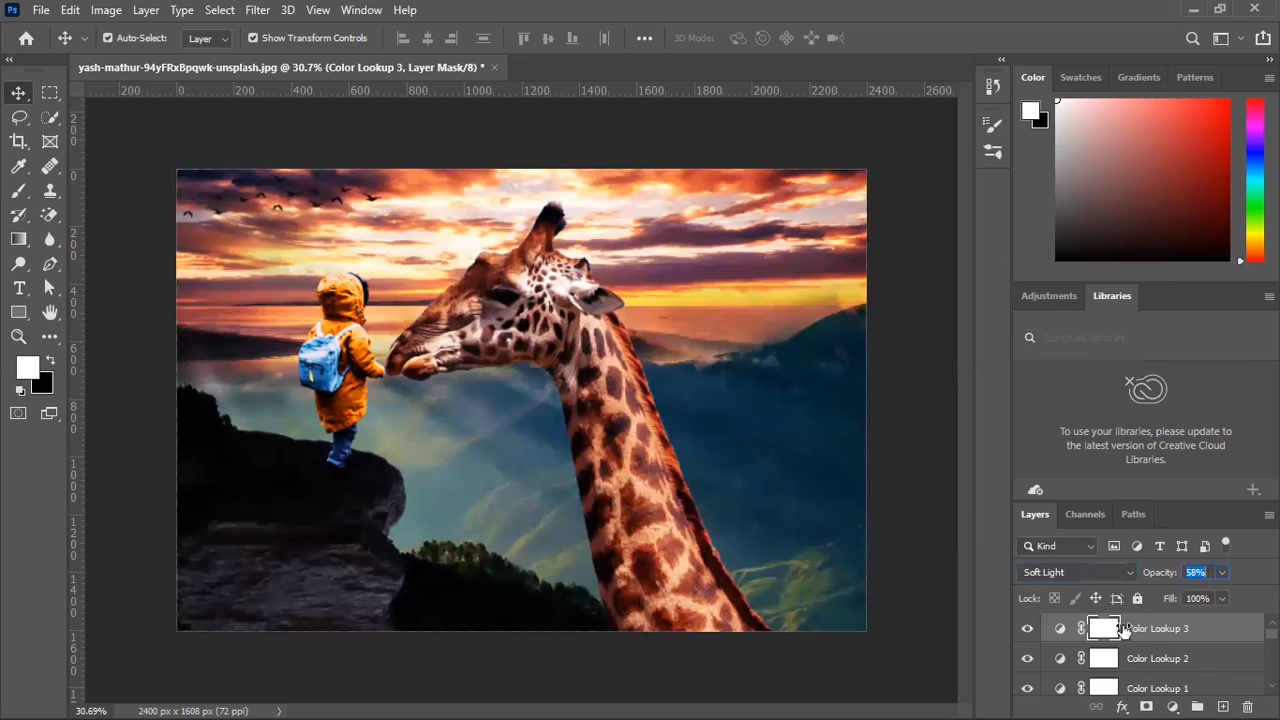 Ps File Edit Image Layer Type Select Filter 3D View Window Help
Auto-Select: Layer Show Transform Controls 3D Mode:
yash-mathur-94yFRxBpqwk-unsplash.jpg @ 30.7% (Color Lookup 3, Layer Mask/8) *
200 0 200 400 600 800 1000 1200 1400 1600 1800 2000 2200 2400 2600
Color Swatches Gradients Patterns
Adjustments Libraries
Search all libraries
To use your libraries, please update to
the latest version of Creative Cloud
Libraries.
Layers Channels Paths
Kind
Soft Light Opacity: 58%
Lock: Fill: 100%
Color Lookup 3
Color Lookup 2
Color Lookup 1
30.69% 2400 px x 1608 px (72 ppi)